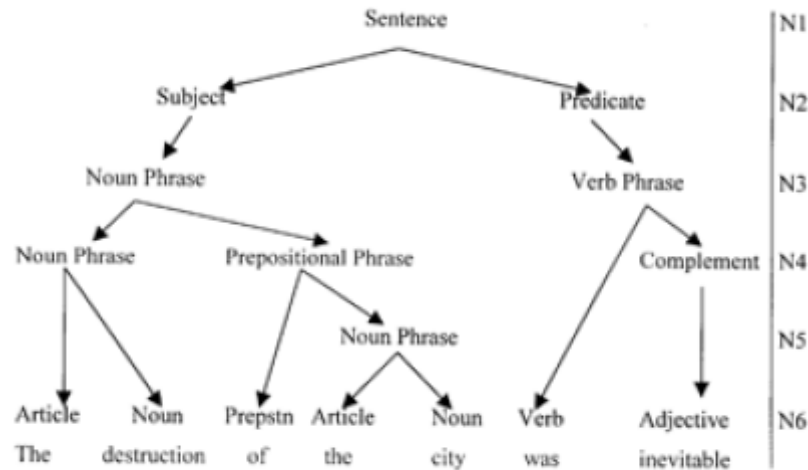 Sentence N1
Subject Predicate N2
Noun Phrase Verb Phrase N3
Noun Phrase Prepositional Phrase Complement N4
Noun Phrase N5
Article Noun Prepstn Article Noun Verb Adjective N6
The destruction of the city was inevitable